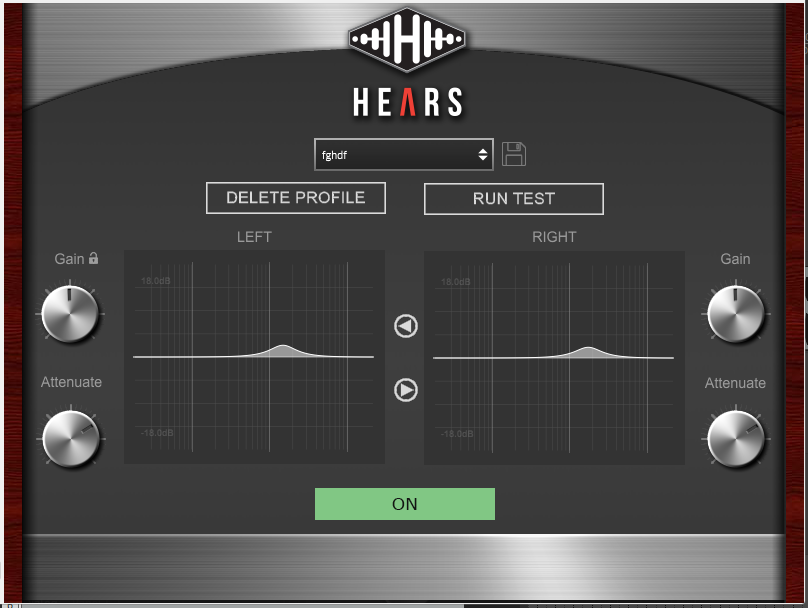 HEARS
fghdf
DELETE PROFILE
RUN TEST
LEFT
RIGHT
Gain
18.0dB
18.0dB
Gain
Attenuate
Attenuate
-18.0dB
-18.0dB
ON